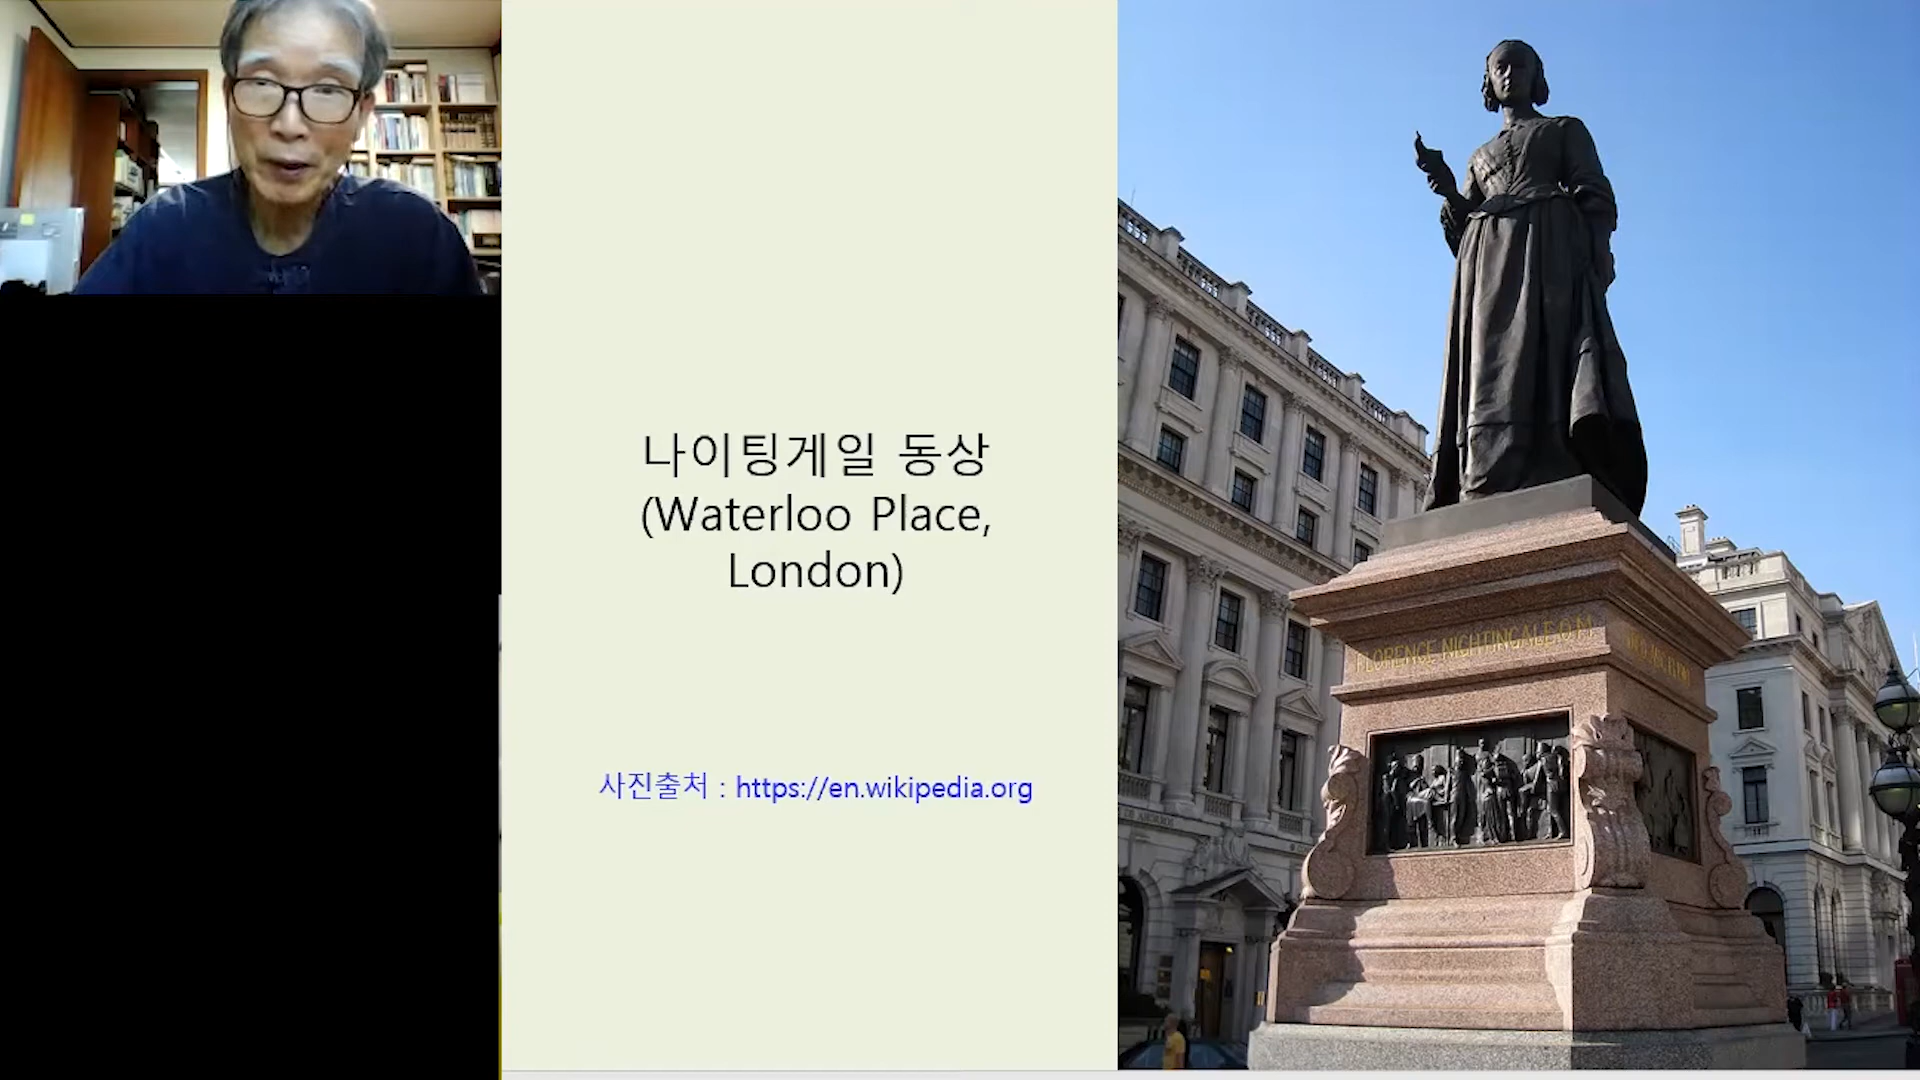 나이팅게일 동상
(Waterloo Place,
London)
사진출처 : https://en.wikipedia.org
FLORENCE NIGHTINGALE. O.M.